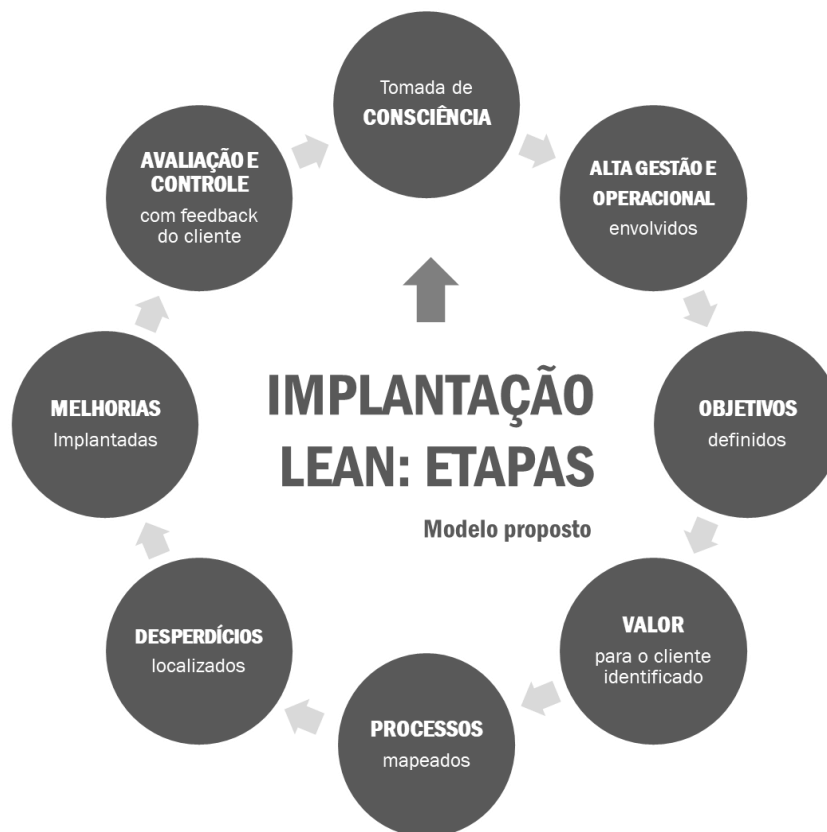 Tomada de
CONSCIÊNCIA
ALTA GESTÃO E
OPERACIONAL
envolvidos
OBJETIVOS
definidos
VALOR
para o cliente
identificado
PROCESSOS
mapeados
DESPERDÍCIOS
localizados
MELHORIAS
Implantadas
AVALIAÇÃO E
CONTROLE
com feedback
do cliente
IMPLANTAÇÃO
LEAN: ETAPAS
Modelo proposto